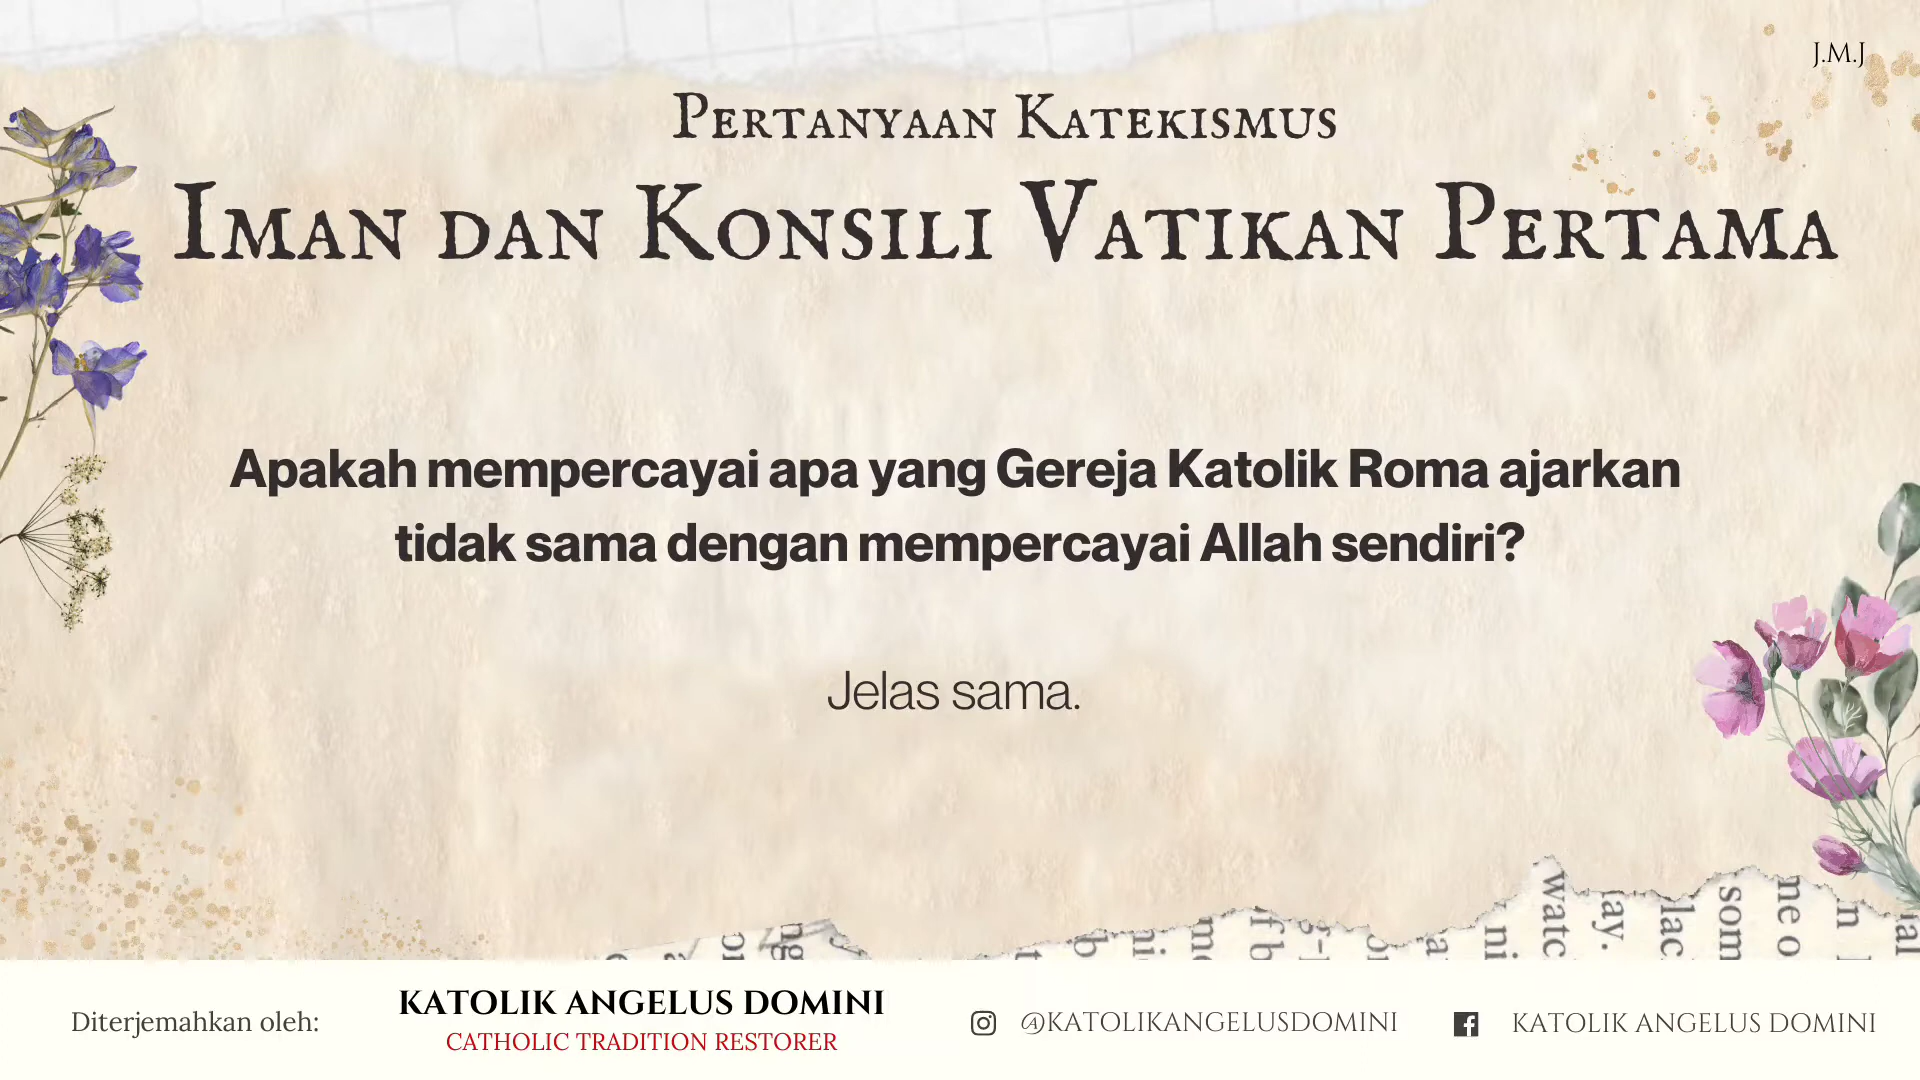 J.M.J
Pertanyaan Katekismus
Iman dan Konsili Vatikan Pertama
Apakah mempercayai apa yang Gereja Katolik Roma ajarkan
tidak sama dengan mempercayai Allah sendiri?
Jelas sama.
Diterjemahkan oleh:
KATOLIK ANGELUS DOMINI
CATHOLIC TRADITION RESTORER
@KATOLIKANGELUSDOMINI
KATOLIK ANGELUS DOMINI